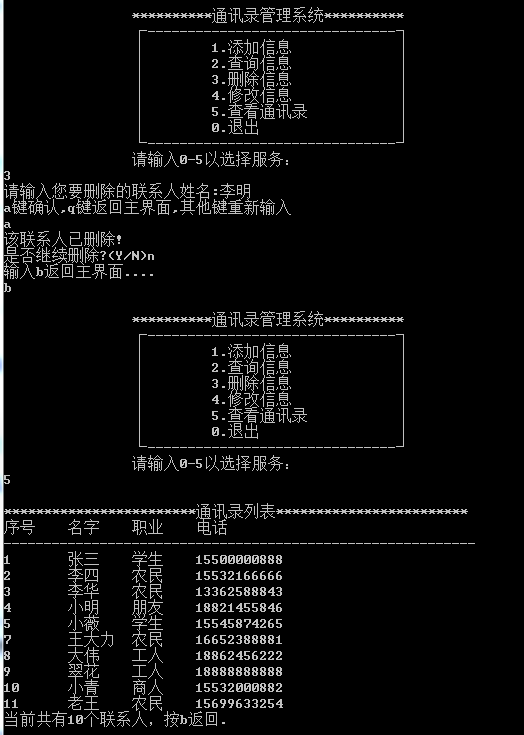 **********通讯录管理系统**********
1.添加信息
2.查询信息
3.删除信息
4.修改信息
5.查看通讯录
0.退出
请输入0-5以选择服务：
3
请输入您要删除的联系人姓名:李明
a键确认,q键返回主界面,其他键重新输入
a
该联系人已删除!
是否继续删除?(Y/N)n
输入b返回主界面....
b
**********通讯录管理系统**********
1.添加信息
2.查询信息
3.删除信息
4.修改信息
5.查看通讯录
0.退出
请输入0-5以选择服务：
5
************************通讯录列表************************
序号 名字 职业 电话
1 张三 学生 15500000888
2 李四 农民 15532166666
3 李华 农民 13362588843
4 小明 朋友 18821455846
5 小薇 学生 15545874265
7 王大力 农民 16652388881
8 大伟 工人 18862456222
9 翠花 工人 18888888888
10 小青 商人 15532000882
11 老王 农民 15699633254
当前共有10个联系人, 按b返回.